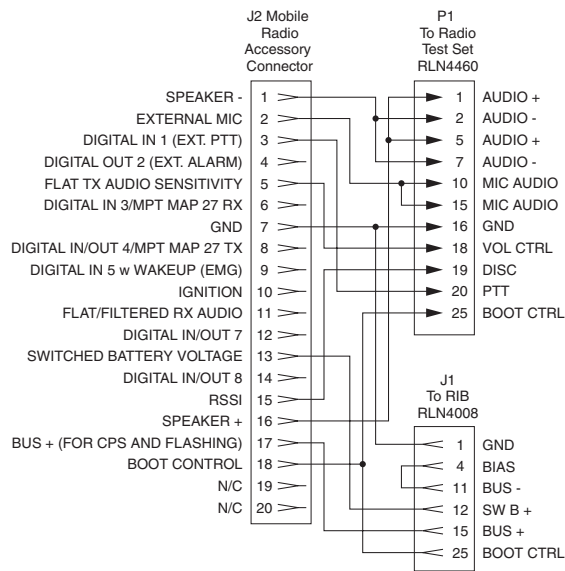 J2 Mobile
Radio
Accessory
Connector
SPEAKER - 1
EXTERNAL MIC 2
DIGITAL IN 1 (EXT. PTT) 3
DIGITAL OUT 2 (EXT. ALARM) 4
FLAT TX AUDIO SENSITIVITY 5
DIGITAL IN 3/MPT MAP 27 RX 6
GND 7
DIGITAL IN/OUT 4/MPT MAP 27 TX 8
DIGITAL IN 5 w WAKEUP (EMG) 9
IGNITION 10
FLAT/FILTERED RX AUDIO 11
DIGITAL IN/OUT 7 12
SWITCHED BATTERY VOLTAGE 13
DIGITAL IN/OUT 8 14
RSSI 15
SPEAKER + 16
BUS + (FOR CPS AND FLASHING) 17
BOOT CONTROL 18
N/C 19
N/C 20
P1
To Radio
Test Set
RLN4460
1 AUDIO +
2 AUDIO -
5 AUDIO +
7 AUDIO -
10 MIC AUDIO
15 MIC AUDIO
16 GND
18 VOL CTRL
19 DISC
20 PTT
25 BOOT CTRL
J1
To RIB
RLN4008
1 GND
4 BIAS
11 BUS -
12 SW B +
15 BUS +
25 BOOT CTRL